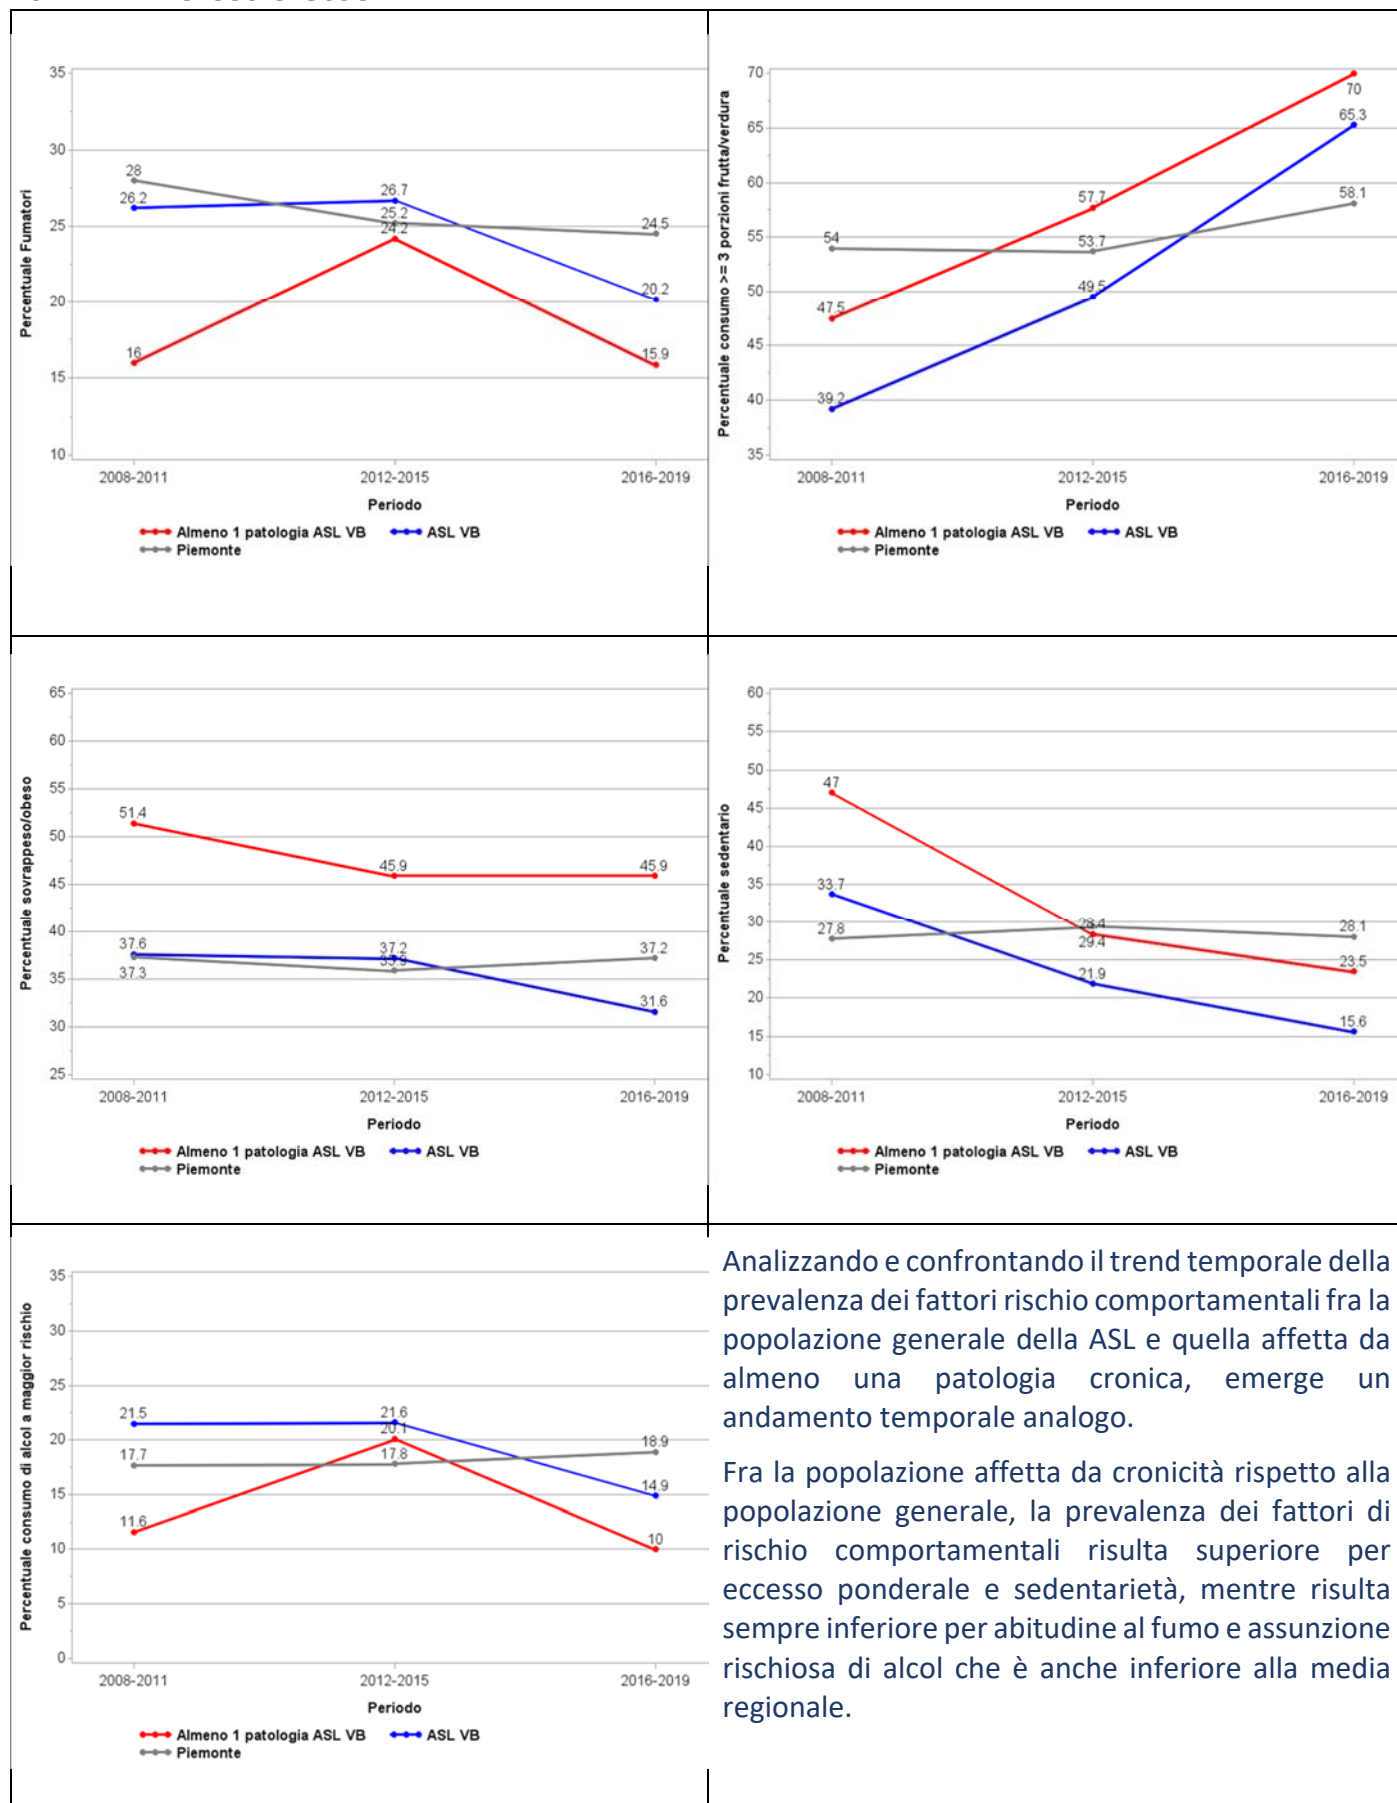 35
30
25
20
15
10
Percentuale Fumatori
28
26.2
26.7
25.2
24.2
24.5
20.2
16
15.9
2008-2011 2012-2015 2016-2019
Periodo
Almeno 1 patologia ASL VB ASL VB
Piemonte
70
65
60
55
50
45
40
35
Percentuale consumo >= 3 porzioni frutta/verdura
70
65.3
57.7
58.1
54
53.7
49.5
47.5
39.2
2008-2011 2012-2015 2016-2019
Periodo
Almeno 1 patologia ASL VB ASL VB
Piemonte
65
60
55
50
45
40
35
30
25
Percentuale sovrappeso/obeso
51.4
45.9
45.9
37.6
37.3
37.2
35.9
37.2
31.6
2008-2011 2012-2015 2016-2019
Periodo
Almeno 1 patologia ASL VB ASL VB
Piemonte
60
55
50
45
40
35
30
25
20
15
10
Percentuale sedentario
47
33.7
27.8
28.4
29.4
28.1
23.5
21.9
15.6
2008-2011 2012-2015 2016-2019
Periodo
Almeno 1 patologia ASL VB ASL VB
Piemonte
35
30
25
20
15
10
5
0
Percentuale consumo di alcol a maggior rischio
21.5
21.6
20.1
17.7
17.8
18.9
14.9
11.6
10
2008-2011 2012-2015 2016-2019
Periodo
Almeno 1 patologia ASL VB ASL VB
Piemonte
Analizzando e confrontando il trend temporale della
prevalenza dei fattori rischio comportamentali fra la
popolazione generale della ASL e quella affetta da
almeno una patologia cronica, emerge un
andamento temporale analogo.
Fra la popolazione affetta da cronicità rispetto alla
popolazione generale, la prevalenza dei fattori di
rischio comportamentali risulta superiore per
eccesso ponderale e sedentarietà, mentre risulta
sempre inferiore per abitudine al fumo e assunzione
rischiosa di alcol che è anche inferiore alla media
regionale.